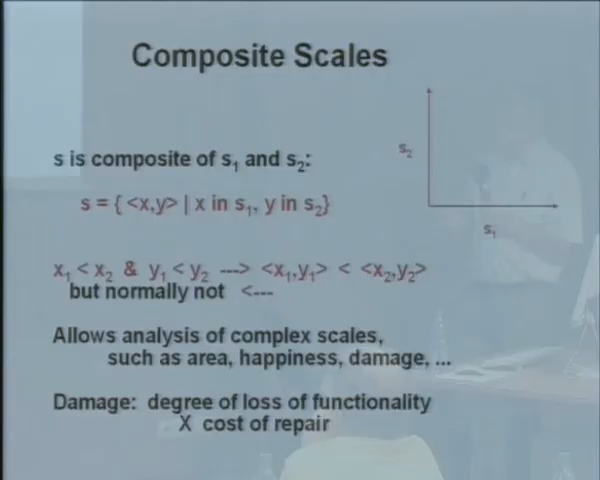 Composite Scales
s is composite of s₁ and s₂:
s = { <x,y> | x in s₁, y in s₂}
s₂
s₁
x₁ < x₂ & y₁ < y₂ ---> <x₁,y₁> < <x₂,y₂>
but normally not <---
Allows analysis of complex scales,
such as area, happiness, damage, ...
Damage: degree of loss of functionality
X cost of repair